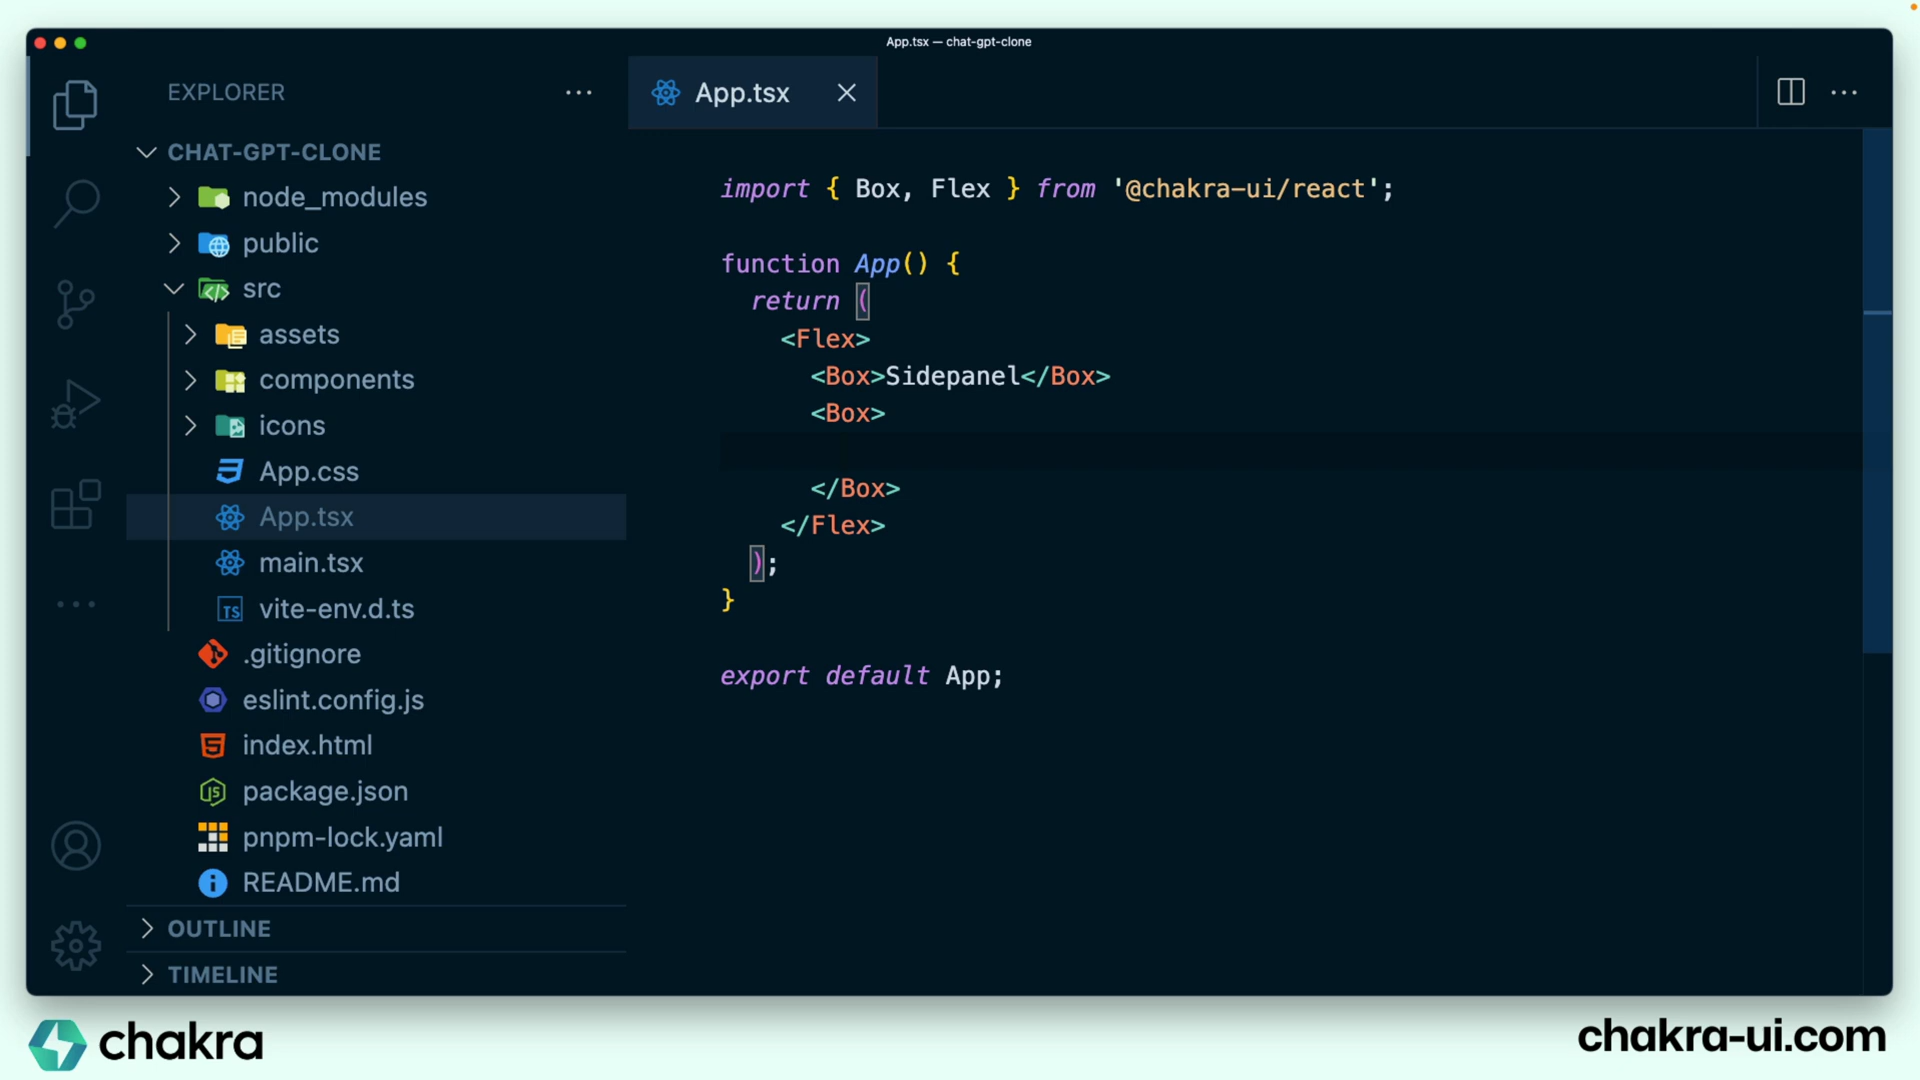 App.tsx — chat-gpt-clone
EXPLORER
App.tsx
CHAT-GPT-CLONE
node_modules
public
src
assets
components
icons
App.css
App.tsx
main.tsx
TS vite-env.d.ts
.gitignore
eslint.config.js
index.html
package.json
pnpm-lock.yaml
README.md
OUTLINE
TIMELINE
import { Box, Flex } from '@chakra-ui/react';
function App() {
return (
<Flex>
<Box>Sidepanel</Box>
<Box>
</Box>
</Flex>
);
}
export default App;
chakra
chakra-ui.com